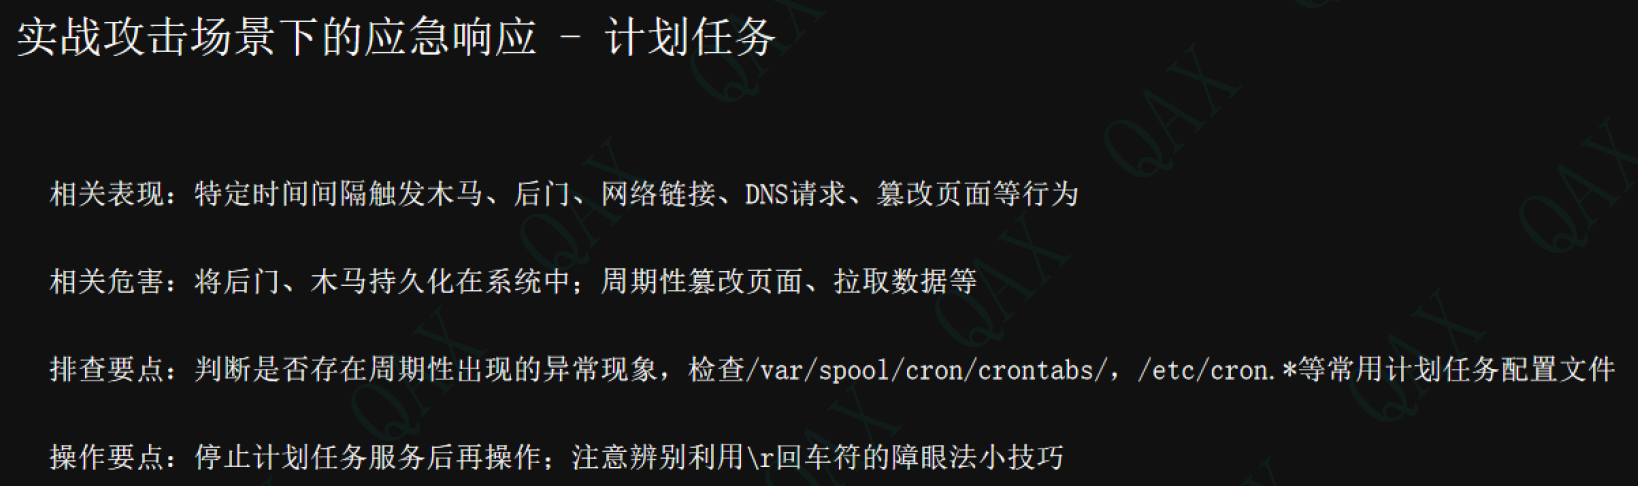 实战攻击场景下的应急响应 - 计划任务
相关表现：特定时间间隔触发木马、后门、网络链接、DNS请求、篡改页面等行为
相关危害：将后门、木马持久化在系统中；周期性篡改页面、拉取数据等
排查要点：判断是否存在周期性出现的异常现象，检查/var/spool/cron/crontabs/，/etc/cron.*等常用计划任务配置文件
操作要点：停止计划任务服务后再操作；注意辨别利用\r回车符的障眼法小技巧
QAX
QAX
QAX
QAX
QAX
QAX
QAX
QAX